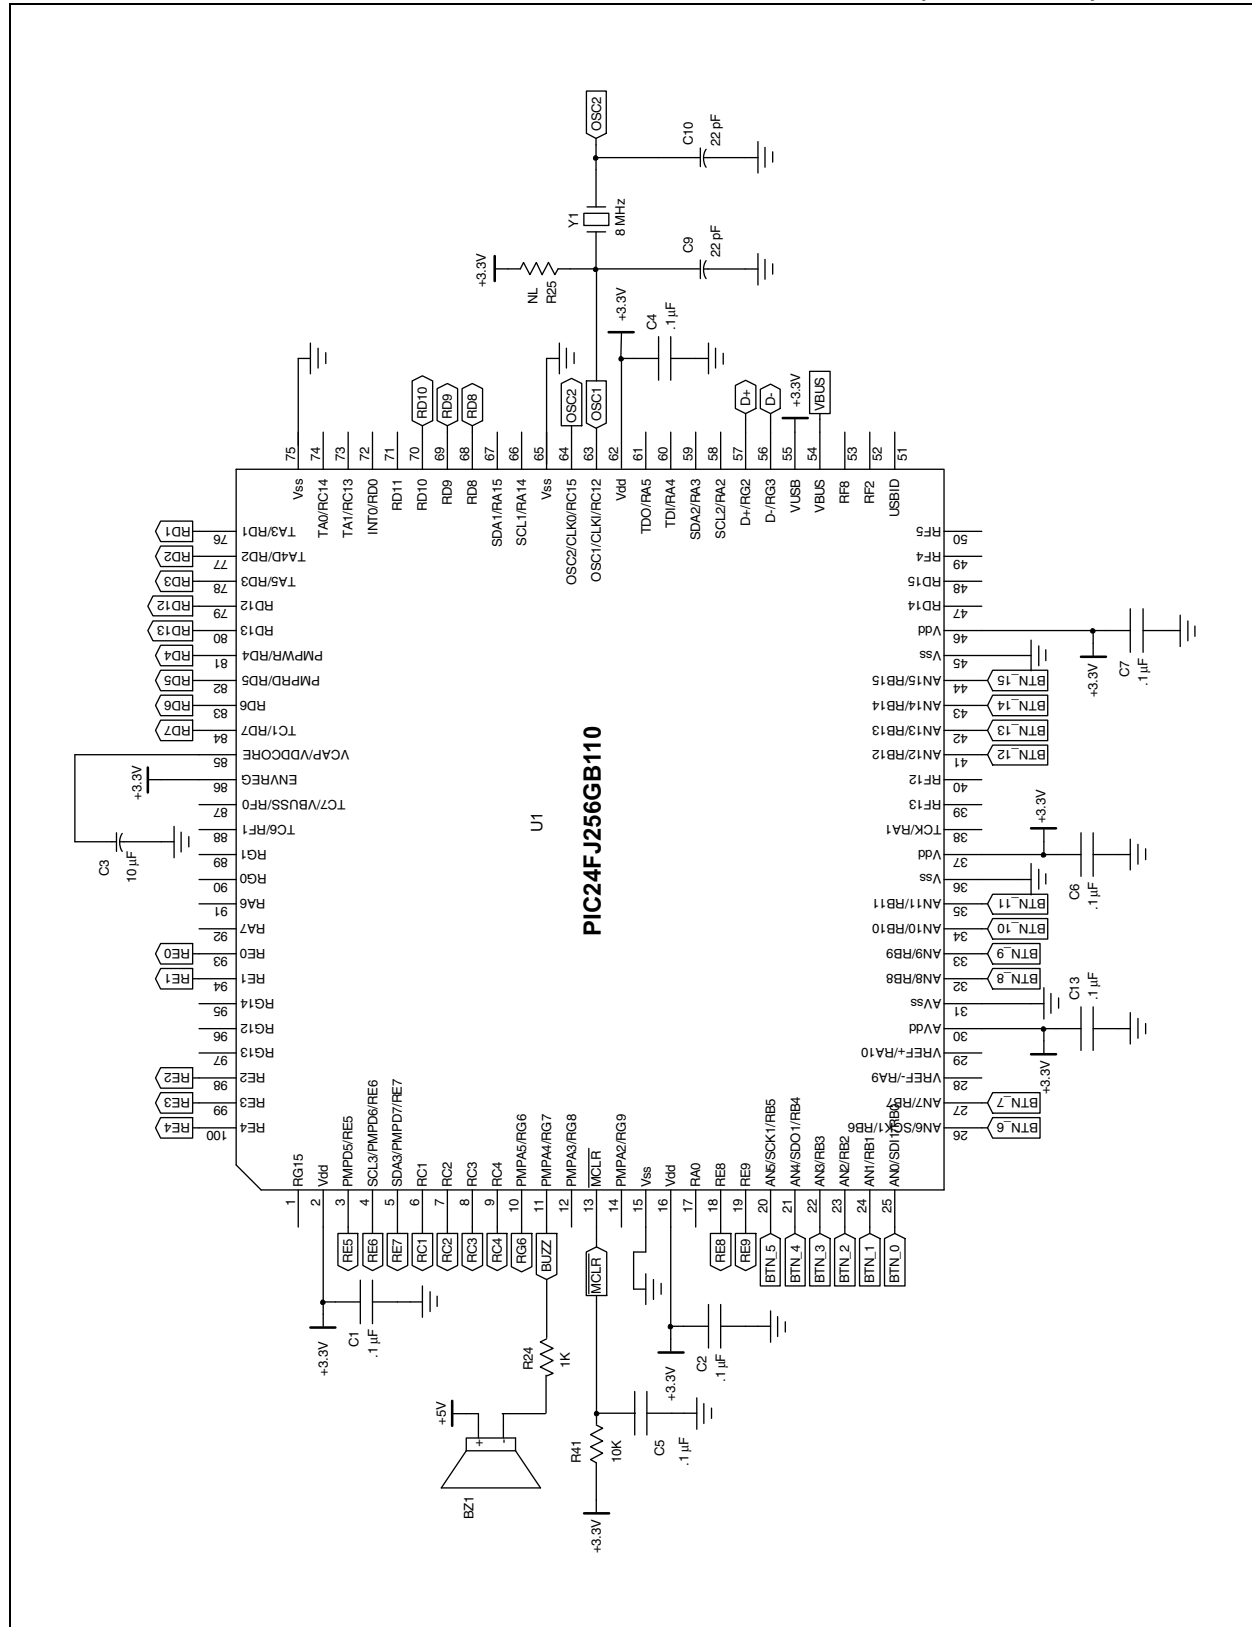 OSC2
C10
22 pF
Y1
8 MHz
+3.3V
NL
R25
C9
22 pF
+3.3V
C4
.1 µF
OSC2
OSC1
RD10
RD9
RD8
D+
D-
+3.3V
VBUS
75 Vss
74 TA0/RC14
73 TA1/RC13
72 INT0/RD0
71 RD11
70 RD10
69 RD9
68 RD8
67 SDA1/RA15
66 SCL1/RA14
65 Vss
64 OSC2/CLK0/RC15
63 OSC1/CLKI/RC12
62 Vdd
61 TDO/RA5
60 TDI/RA4
59 SDA2/RA3
58 SCL2/RA2
57 D+/RG2
56 D-/RG3
55 VUSB
54 VBUS
53 RF8
52 RF2
51 USBID
RD1 76 TA3/RD1
RD2 77 TA4D/RD2
RD3 78 TA5/RD3
RD12 79 RD12
RD13 80 RD13
RD4 81 PMPWR/RD4
RD5 82 PMPRD/RD5
RD6 83 RD6
RD7 84 TC1/RD7
85 VCAP/VDDCORE
+3.3V 86 ENVREG
87 TC7/VBUSS/RF0
88 TC6/RF1
89 RG1
90 RG0
91 RA6
92 RA7
RE0 93 RE0
RE1 94 RE1
95 RG14
96 RG12
97 RG13
RE2 98 RE2
RE3 99 RE3
RE4 100 RE4
C3
10 µF
U1
PIC24FJ256GB110
50 RF5
49 RF4
48 RD15
47 RD14
46 Vdd
45 Vss
44 AN15/RB15 BTN_15
43 AN14/RB14 BTN_14
42 AN13/RB13 BTN_13
41 AN12/RB12 BTN_12
40 RF12
39 RF13
38 TCK/RA1
37 Vdd
36 Vss
35 AN11/RB11 BTN_11
34 AN10/RB10 BTN_10
33 AN9/RB9 BTN_9
32 AN8/RB8 BTN_8
31 AVss
30 AVdd
29 VREF+/RA10
28 VREF-/RA9
27 AN7/RB7 BTN_7
26 AN6/SCK1/RB6 BTN_6
+3.3V
C7
.1 µF
+3.3V
C6
.1 µF
+3.3V
C13
.1 µF
1 RG15
2 Vdd
3 PMPD5/RE5
4 SCL3/PMPD6/RE6
5 SDA3/PMPD7/RE7
6 RC1
7 RC2
8 RC3
9 RC4
10 PMPA5/RG6
11 PMPA4/RG7
12 PMPA3/RG8
13 MCLR
14 PMPA2/RG9
15 Vss
16 Vdd
17 RA0
18 RE8
19 RE9
20 AN5/SCK1/RB5
21 AN4/SDO1/RB4
22 AN3/RB3
23 AN2/RB2
24 AN1/RB1
25 AN0/SDI1/RB0
RE5
RE6
RE7
RC1
RC2
RC3
RC4
RG6
BUZZ
MCLR
RE8
RE9
BTN_5
BTN_4
BTN_3
BTN_2
BTN_1
BTN_0
+3.3V
C1
.1 µF
R24
1K
+5V
+
-
BZ1
R41
10K
+3.3V
C5
.1 µF
+3.3V
C2
.1 µF